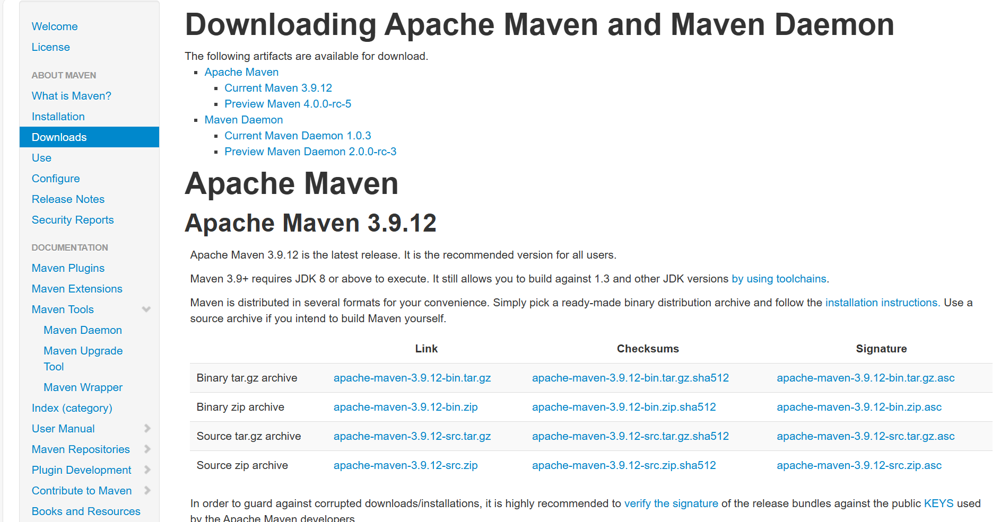 Welcome
License
ABOUT MAVEN
What is Maven?
Installation
Downloads
Use
Configure
Release Notes
Security Reports
DOCUMENTATION
Maven Plugins
Maven Extensions
Maven Tools
Maven Daemon
Maven Upgrade
Tool
Maven Wrapper
Index (category)
User Manual
Maven Repositories
Plugin Development
Contribute to Maven
Books and Resources
Downloading Apache Maven and Maven Daemon
The following artifacts are available for download.
Apache Maven
Current Maven 3.9.12
Preview Maven 4.0.0-rc-5
Maven Daemon
Current Maven Daemon 1.0.3
Preview Maven Daemon 2.0.0-rc-3
Apache Maven
Apache Maven 3.9.12
Apache Maven 3.9.12 is the latest release. It is the recommended version for all users.
Maven 3.9+ requires JDK 8 or above to execute. It still allows you to build against 1.3 and other JDK versions by using toolchains.
Maven is distributed in several formats for your convenience. Simply pick a ready-made binary distribution archive and follow the installation instructions. Use a
source archive if you intend to build Maven yourself.
Link Checksums Signature
Binary tar.gz archive apache-maven-3.9.12-bin.tar.gz apache-maven-3.9.12-bin.tar.gz.sha512 apache-maven-3.9.12-bin.tar.gz.asc
Binary zip archive apache-maven-3.9.12-bin.zip apache-maven-3.9.12-bin.zip.sha512 apache-maven-3.9.12-bin.zip.asc
Source tar.gz archive apache-maven-3.9.12-src.tar.gz apache-maven-3.9.12-src.tar.gz.sha512 apache-maven-3.9.12-src.tar.gz.asc
Source zip archive apache-maven-3.9.12-src.zip apache-maven-3.9.12-src.zip.sha512 apache-maven-3.9.12-src.zip.asc
In order to guard against corrupted downloads/installations, it is highly recommended to verify the signature of the release bundles against the public KEYS used
by the Apache Maven developers